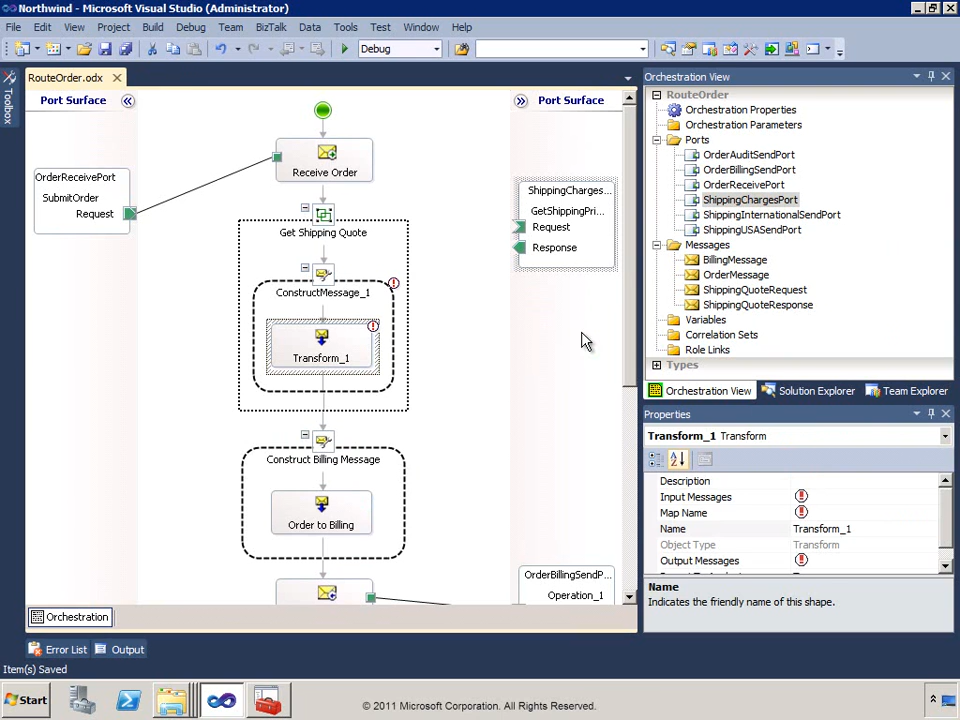 Northwind - Microsoft Visual Studio (Administrator)
File Edit View Project Build Debug Team BizTalk Data Tools Test Window Help
Debug
RouteOrder.odx
Toolbox
Port Surface
Port Surface
OrderReceivePort
SubmitOrder
Request
Receive Order
Get Shipping Quote
ConstructMessage_1
Transform_1
Construct Billing Message
Order to Billing
ShippingCharges...
GetShippingPri...
Request
Response
OrderBillingSendP...
Operation_1
Orchestration
Orchestration View
RouteOrder
Orchestration Properties
Orchestration Parameters
Ports
OrderAuditSendPort
OrderBillingSendPort
OrderReceivePort
ShippingChargesPort
ShippingInternationalSendPort
ShippingUSASendPort
Messages
BillingMessage
OrderMessage
ShippingQuoteRequest
ShippingQuoteResponse
Variables
Correlation Sets
Role Links
Types
Orchestration View Solution Explorer Team Explorer
Properties
Transform_1 Transform
Description
Input Messages
Map Name
Name Transform_1
Object Type Transform
Output Messages
Name
Indicates the friendly name of this shape.
Error List Output
Item(s) Saved
Start
© 2011 Microsoft Corporation. All Rights Reserved.